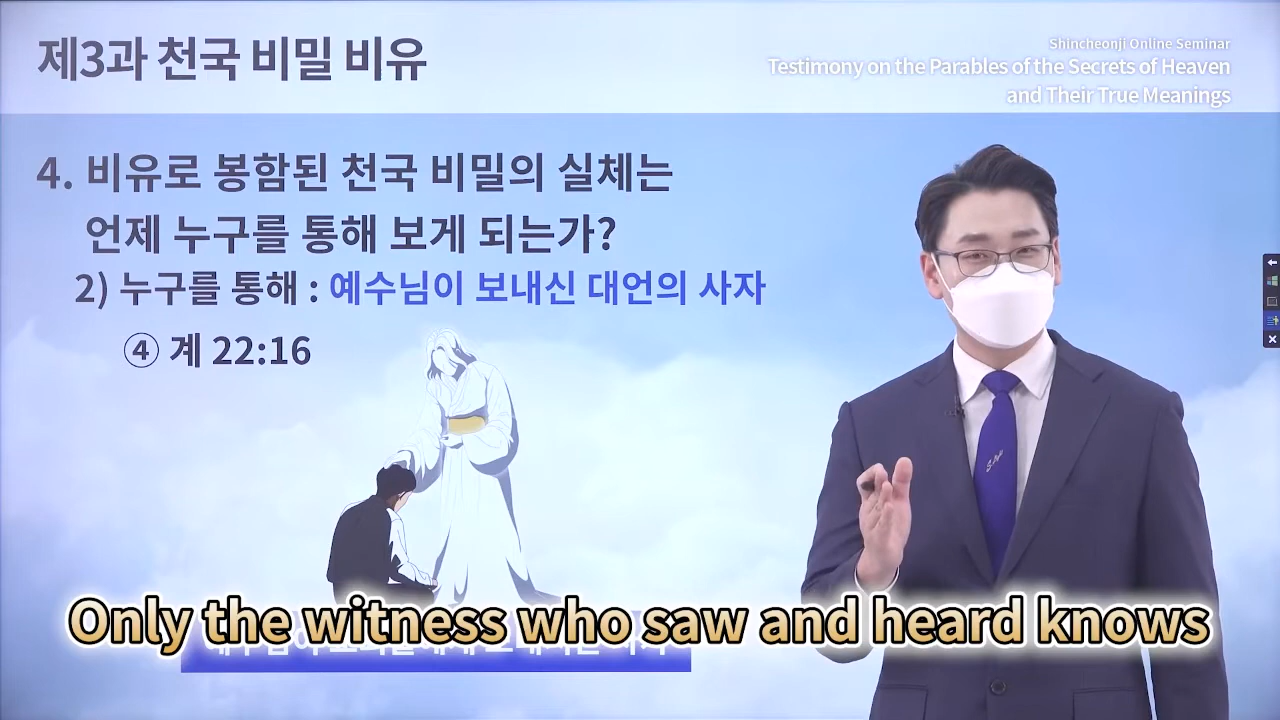 제3과 천국 비밀 비유
Shincheonji Online Seminar
Testimony on the Parables of the Secrets of Heaven
and Their True Meanings
4. 비유로 봉함된 천국 비밀의 실체는
언제 누구를 통해 보게 되는가?
2) 누구를 통해 : 예수님이 보내신 대언의 사자
④ 계 22:16
Only the witness who saw and heard knows